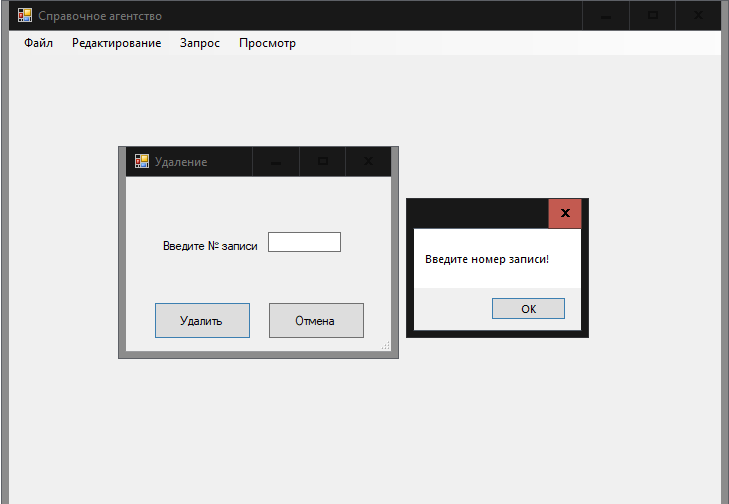 Справочное агентство
Файл Редактирование Запрос Просмотр
Удаление
Введите № записи
Удалить Отмена
Введите номер записи!
OK